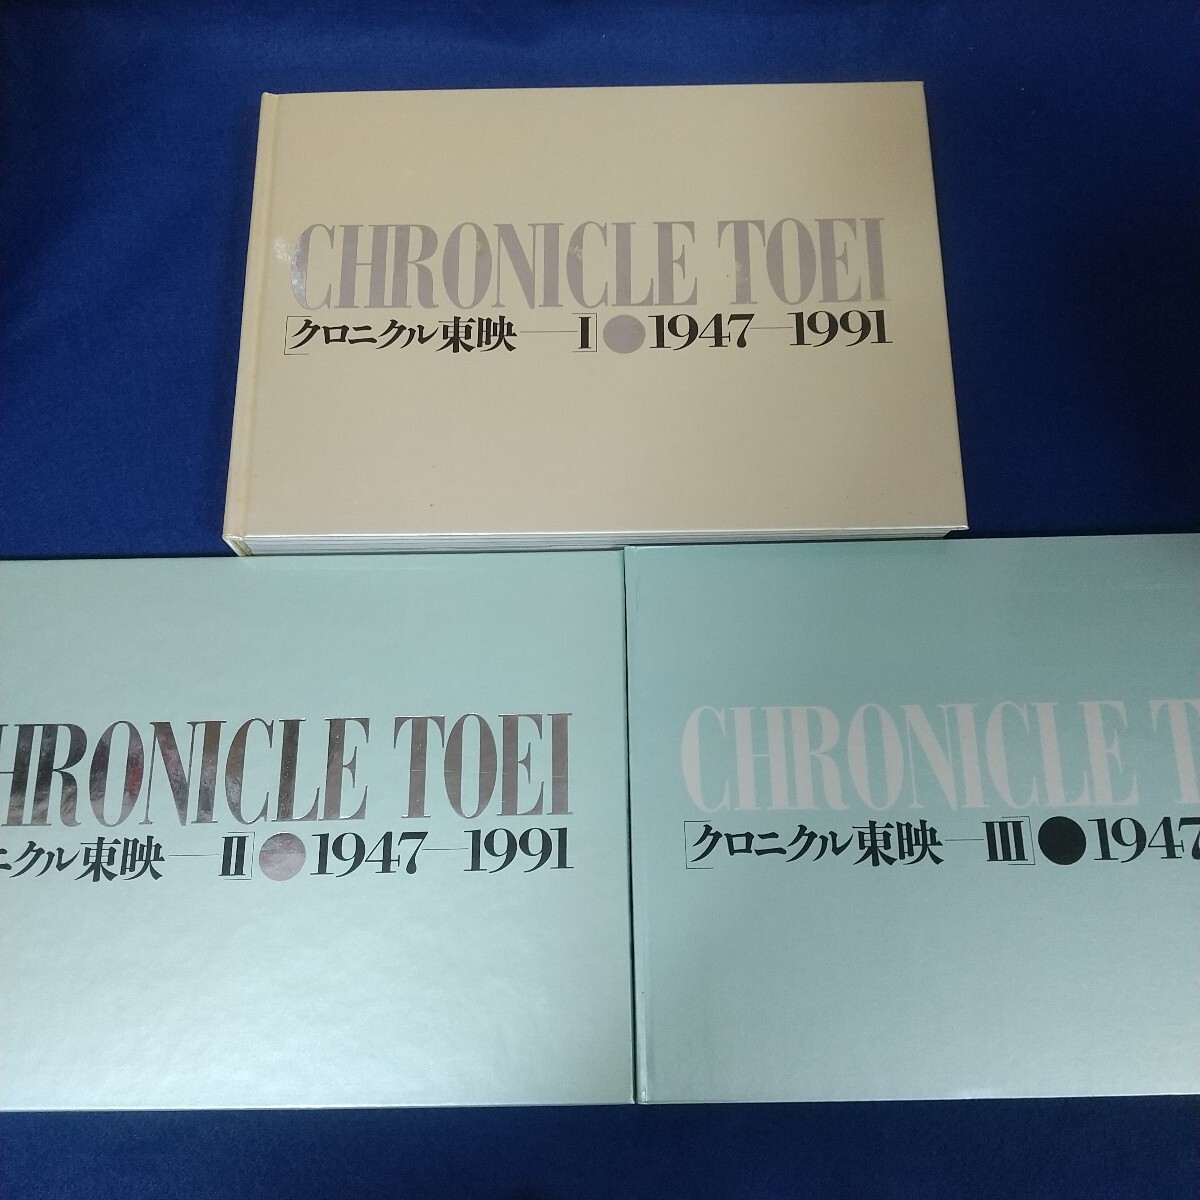 CHRONICLE TOEI
[クロニクル東映—I]●1947—1991
HRONICLE TOEI
ニクル東映—II]●1947—1991
CHRONICLE T
[クロニクル東映—III]●1947